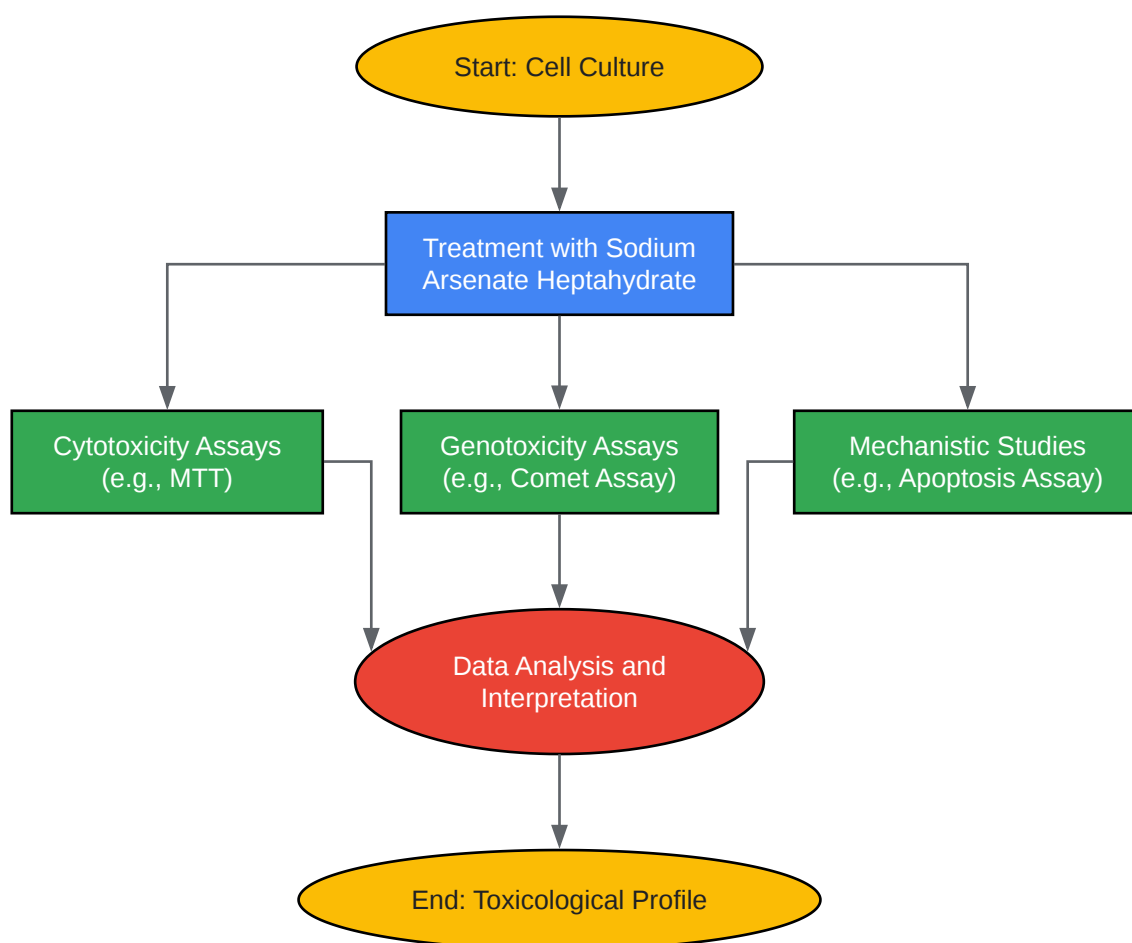 Start: Cell Culture
Treatment with Sodium
Arsenate Heptahydrate
Cytotoxicity Assays
(e.g., MTT)
Genotoxicity Assays
(e.g., Comet Assay)
Mechanistic Studies
(e.g., Apoptosis Assay)
Data Analysis and
Interpretation
End: Toxicological Profile